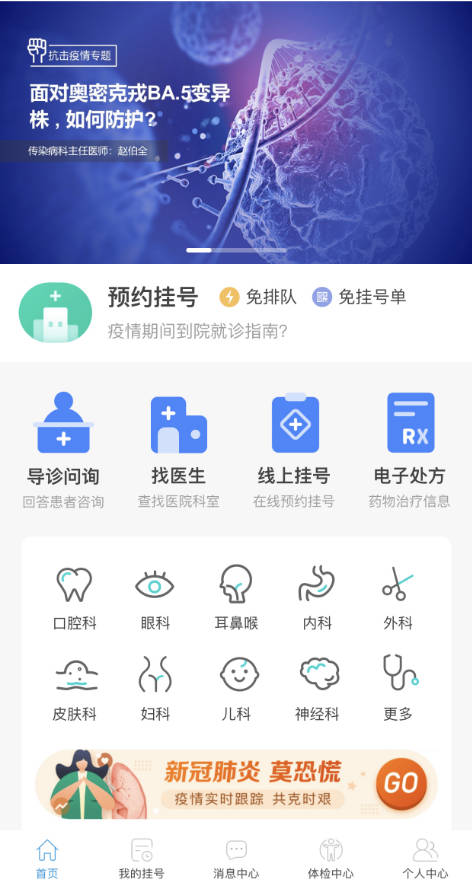 抗击疫情专题
面对奥密克戎BA.5变异
株，如何防护？
传染病科主任医师：赵伯全
预约挂号 免排队 免挂号单
疫情期间到院就诊指南？
导诊问询 找医生 线上挂号 电子处方
回答患者咨询 查找医院科室 在线预约挂号 药物治疗信息
RX
口腔科 眼科 耳鼻喉 内科 外科
皮肤科 妇科 儿科 神经科 更多
新冠肺炎 莫恐慌
疫情实时跟踪 共克时艰
GO
首页 我的挂号 消息中心 体检中心 个人中心